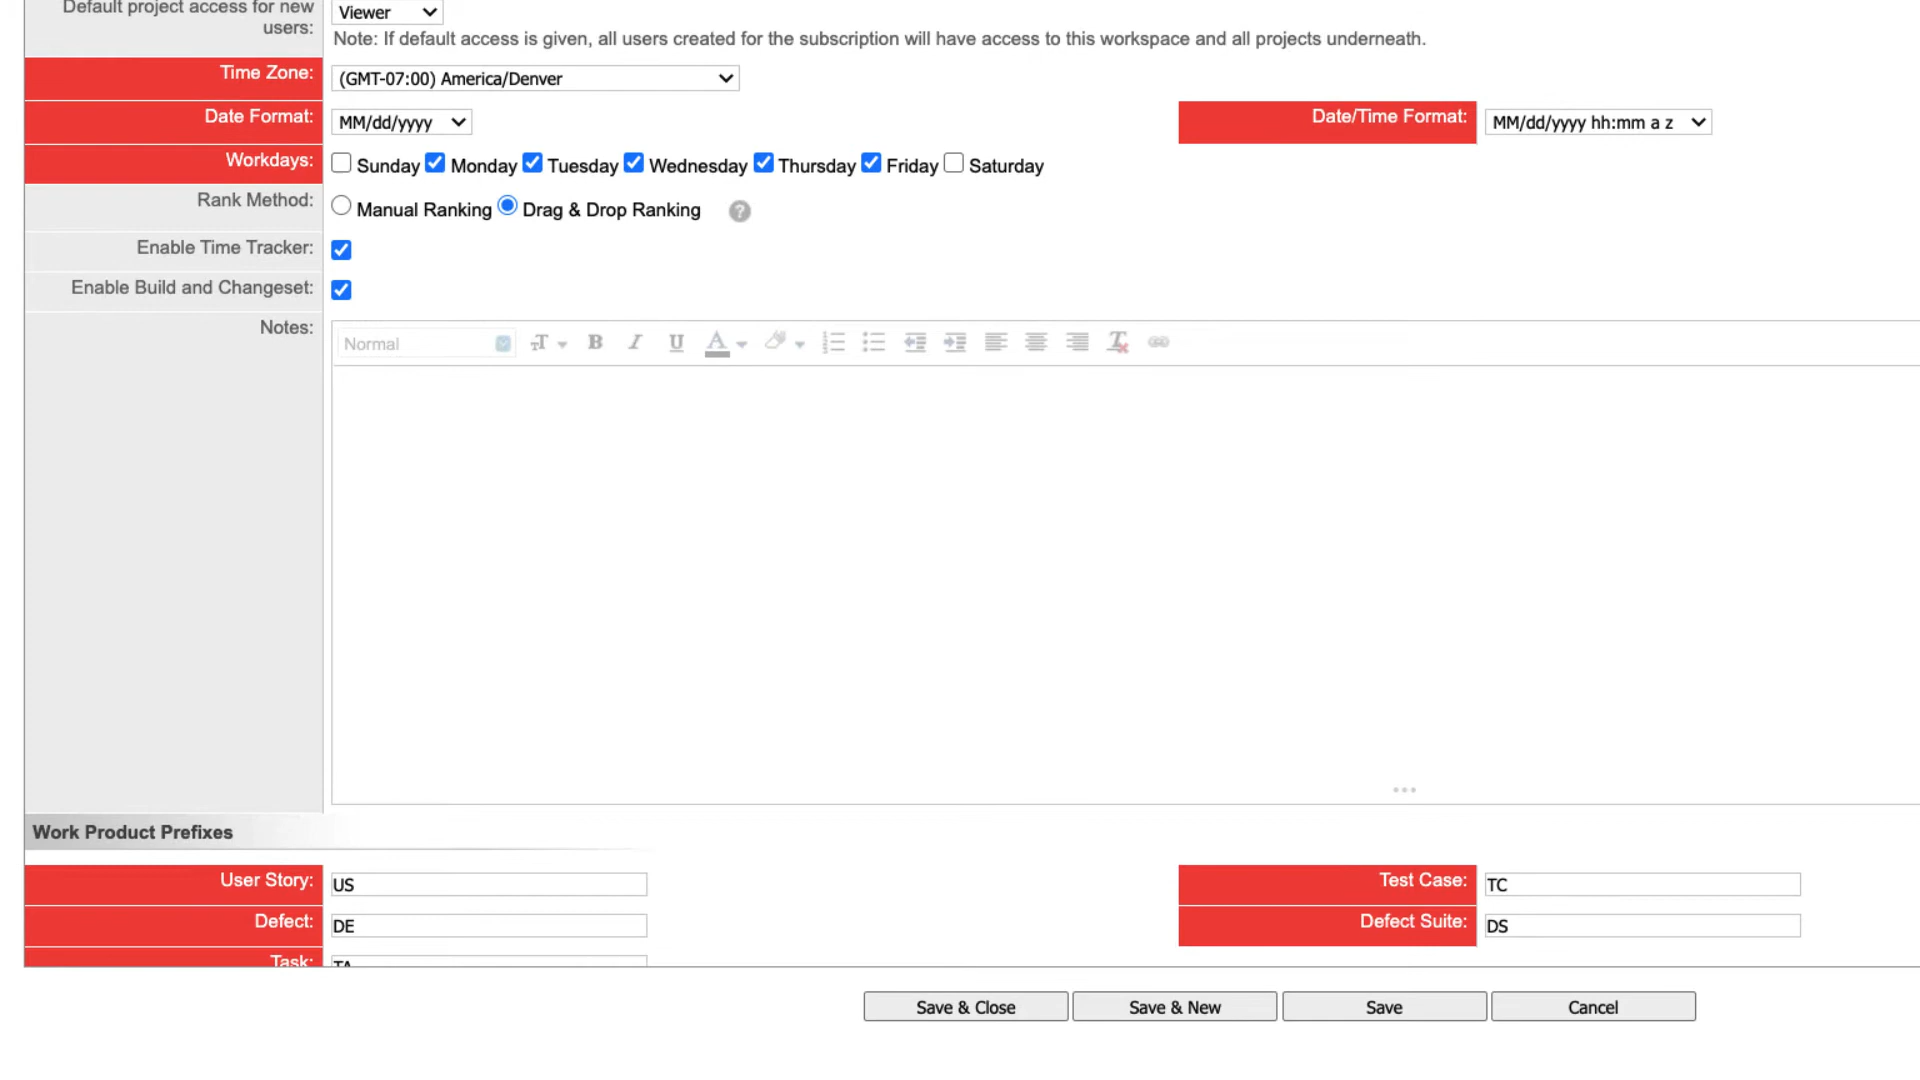 Default project access for new
users:
Viewer
Note: If default access is given, all users created for the subscription will have access to this workspace and all projects underneath.
Time Zone:
(GMT-07:00) America/Denver
Date Format:
MM/dd/yyyy
Date/Time Format:
MM/dd/yyyy hh:mm a z
Workdays:
Sunday Monday Tuesday Wednesday Thursday Friday Saturday
Rank Method:
Manual Ranking Drag & Drop Ranking ?
Enable Time Tracker:
Enable Build and Changeset:
Notes:
Normal
Work Product Prefixes
User Story: US
Test Case: TC
Defect: DE
Defect Suite: DS
Task: TA
Save & Close Save & New Save Cancel